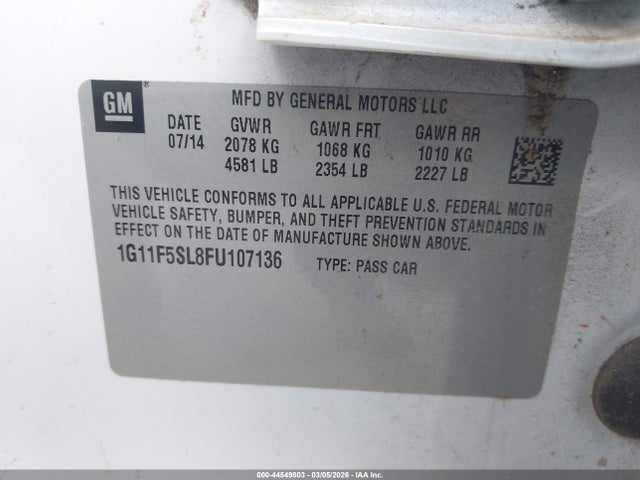 GM
MFD BY GENERAL MOTORS LLC
DATE GVWR GAWR FRT GAWR RR
07/14 2078 KG 1068 KG 1010 KG
4581 LB 2354 LB 2227 LB
THIS VEHICLE CONFORMS TO ALL APPLICABLE U.S. FEDERAL MOTOR
VEHICLE SAFETY, BUMPER, AND THEFT PREVENTION STANDARDS IN
EFFECT ON THE DATE OF MANUFACTURE SHOWN ABOVE.
1G11F5SL8FU107136 TYPE: PASS CAR
000-44549803 - 03/05/2026 - IAA Inc.